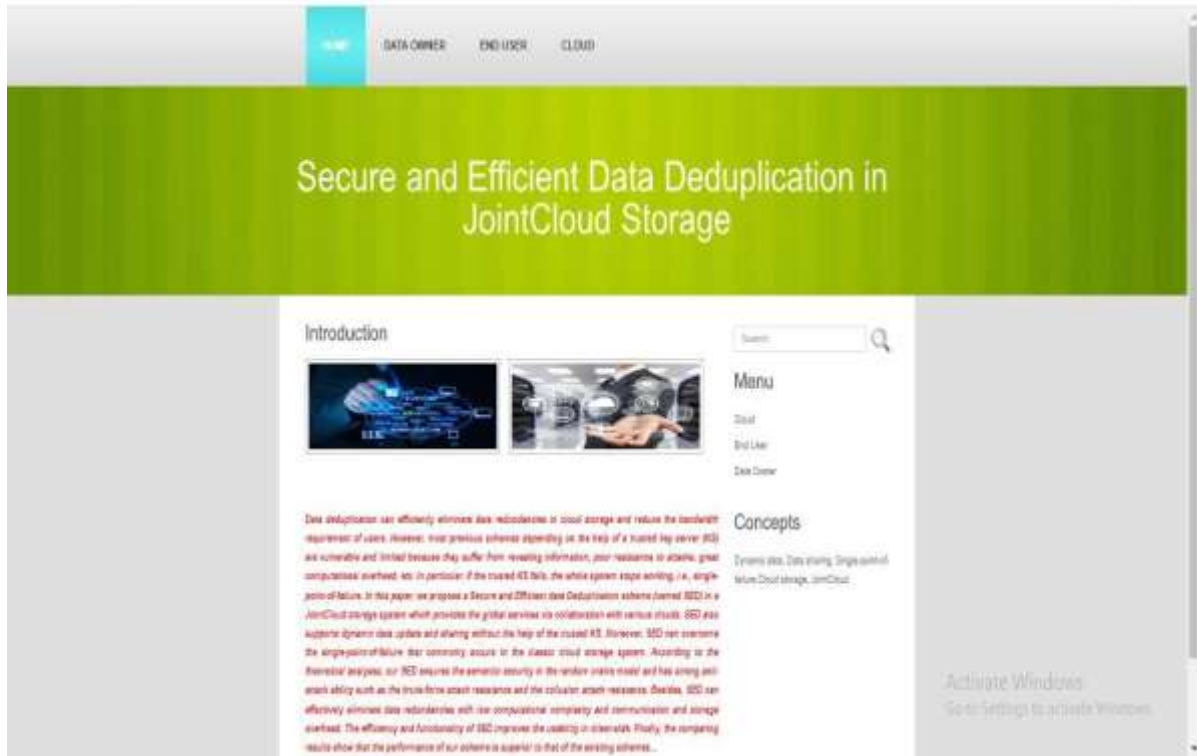 HOME DATA OWNER END USER CLOUD
Secure and Efficient Data Deduplication in
JointCloud Storage
Introduction
Search
Menu
Cloud
End User
Data Owner
Data deduplication can efficiently eliminate data redundancies in cloud storage and reduce the bandwidth
requirement of users. However, most previous schemes depending on the help of a trusted key server (KS)
are vulnerable and limited because they suffer from revealing information, poor resistance to attacks, great
computational overhead, etc. In particular, if the trusted KS fails, the whole system stops working, i.e., single-
point-of-failure. In this paper, we propose a Secure and Efficient data Deduplication scheme (named SED) in a
JointCloud storage system which provides the global services via collaboration with various clouds. SED also
supports dynamic data update and sharing without the help of the trusted KS. Moreover, SED can overcome
the single-point-of-failure that commonly occurs in the classic cloud storage system. According to the
theoretical analyses, our SED ensures the semantic security in the random oracle model and has strong anti-
attack ability such as the brute-force attack resistance and the collusion attack resistance. Besides, SED can
effectively eliminate data redundancies with low computational complexity and communication and storage
overhead. The efficiency and functionality of SED improves the usability in client-side. Finally, the comparing
results show that the performance of our scheme is superior to that of the existing schemes...
Concepts
Dynamic data, Data sharing, Single-point-of-
failure, Cloud storage, JointCloud
Activate Windows
Go to Settings to activate Windows.